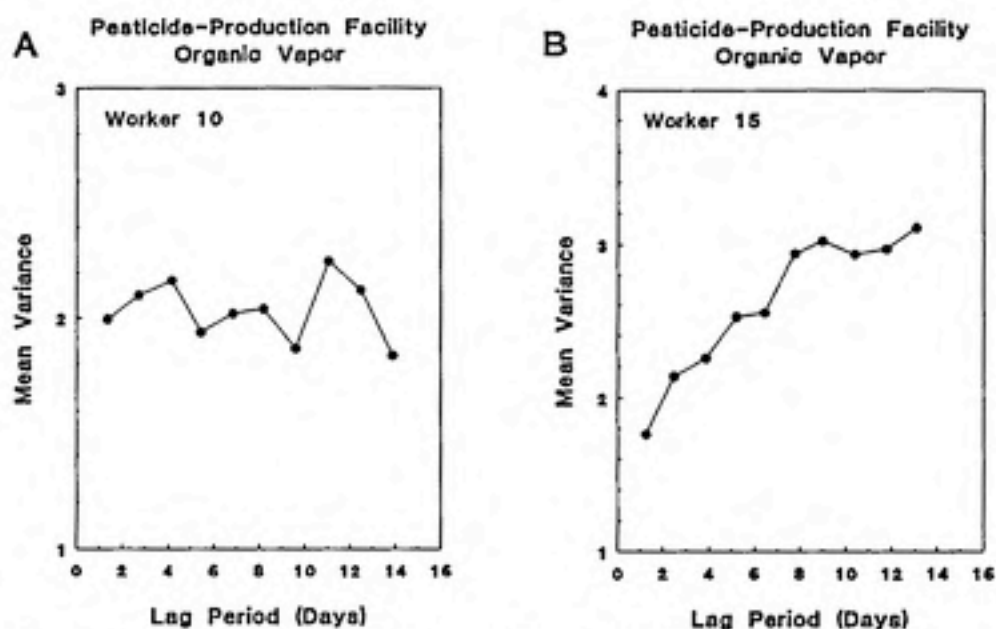 A
Pesticide-Production Facility
Organic Vapor
Worker 10
3
2
1
Mean Variance
0 2 4 6 8 10 12 14 16
Lag Period (Days)
B
Pesticide-Production Facility
Organic Vapor
Worker 15
4
3
2
1
Mean Variance
0 2 4 6 8 10 12 14 16
Lag Period (Days)